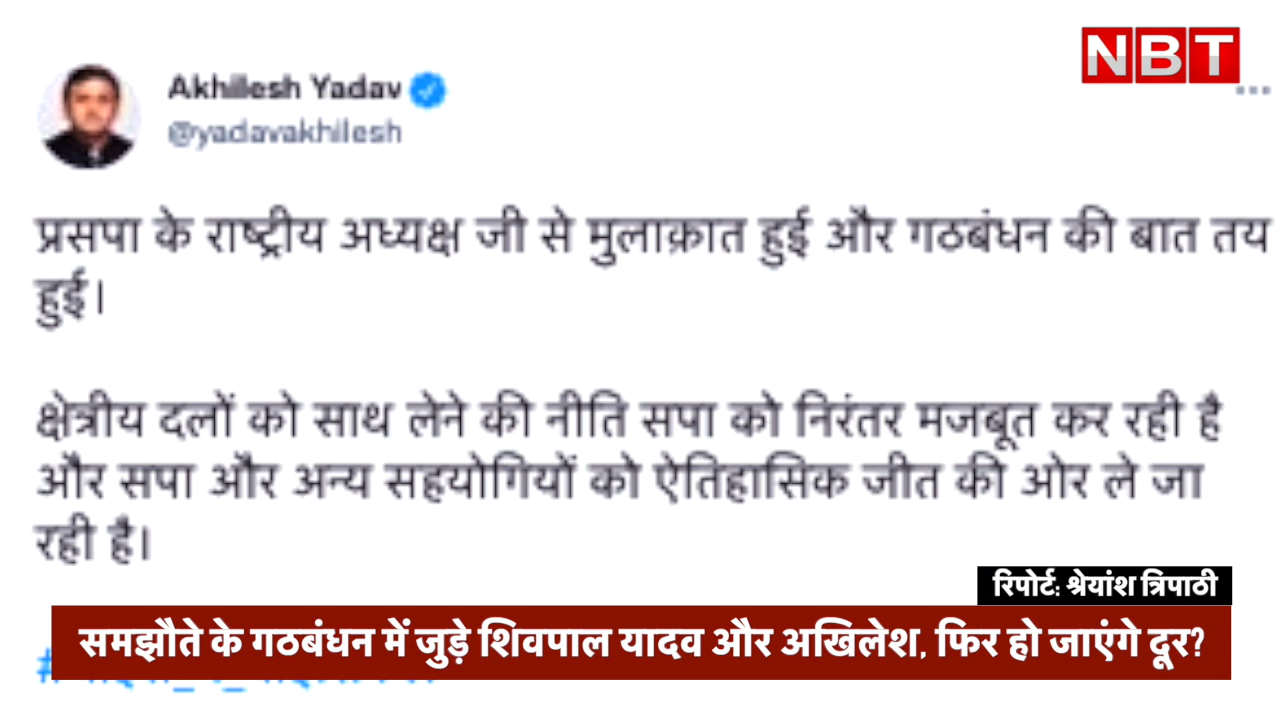 NBT
Akhilesh Yadav
@yadavakhilesh
प्रसपा के राष्ट्रीय अध्यक्ष जी से मुलाक़ात हुई और गठबंधन की बात तय
हुई।
क्षेत्रीय दलों को साथ लेने की नीति सपा को निरंतर मजबूत कर रही है
और सपा और अन्य सहयोगियों को ऐतिहासिक जीत की ओर ले जा
रही है।
रिपोर्ट: श्रेयांश त्रिपाठी
समझौते के गठबंधन में जुड़े शिवपाल यादव और अखिलेश, फिर हो जाएंगे दूर?